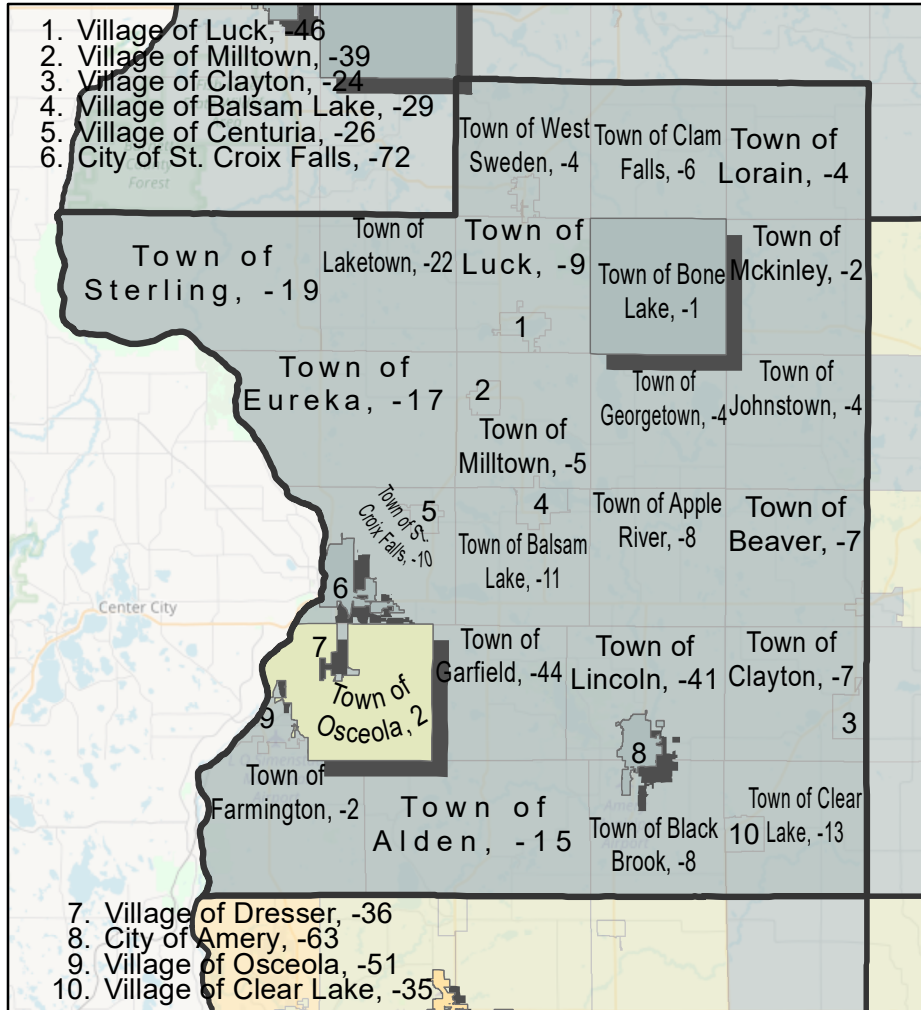 1. Village of Luck, -46
2. Village of Milltown, -39
3. Village of Clayton, -24
4. Village of Balsam Lake, -29
5. Village of Centuria, -26
6. City of St. Croix Falls, -72
County
Forest
Town of West
Sweden, -4
Town of Clam
Falls, -6
Town of
Lorain, -4
Town of
Sterling, -19
Town of
Laketown, -22
Town of
Luck, -9
Town of Bone
Lake, -1
Town of
Mckinley, -2
1
Town of
Eureka, -17
2
Town of
Milltown, -5
Town of
Georgetown, -4
Town of
Johnstown, -4
Town of St.
Croix Falls, -10
5
4
Town of Balsam
Lake, -11
Town of Apple
River, -8
Town of
Beaver, -7
Center City
6
7
Town of
Osceola, 2
Town of
Garfield, -44
Town of
Lincoln, -41
Town of
Clayton, -7
9
3
8
Town of
Farmington, -2
Town of
Alden, -15
Town of Black
Brook, -8
10
Town of Clear
Lake, -13
7. Village of Dresser, -36
8. City of Amery, -63
9. Village of Osceola, -51
10. Village of Clear Lake, -35